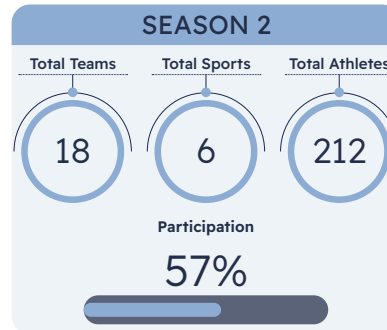 SEASON 2
Total Teams Total Sports Total Athletes
18 6 212
Participation
57%